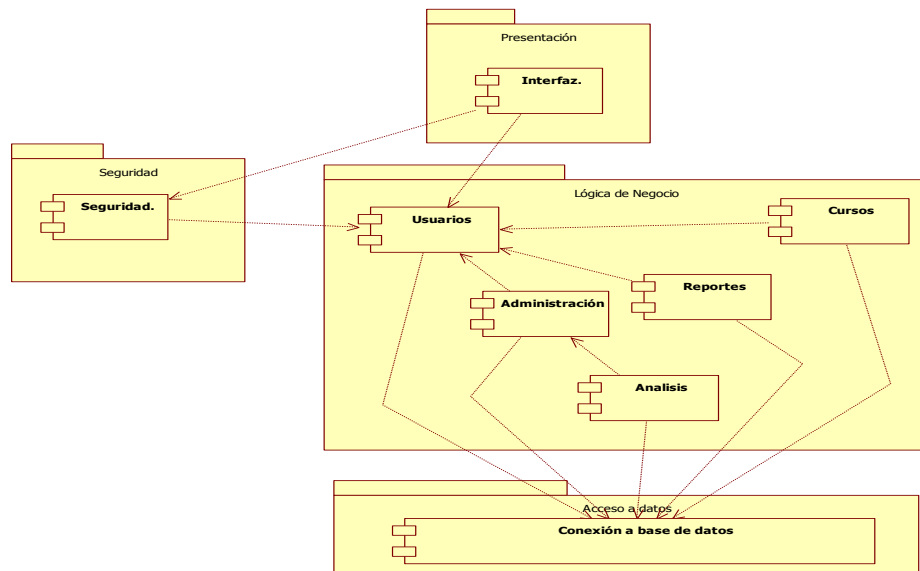 Presentación
Interfaz.
Seguridad
Seguridad.
Lógica de Negocio
Usuarios
Cursos
Reportes
Administración
Analisis
Acceso a datos
Conexión a base de datos